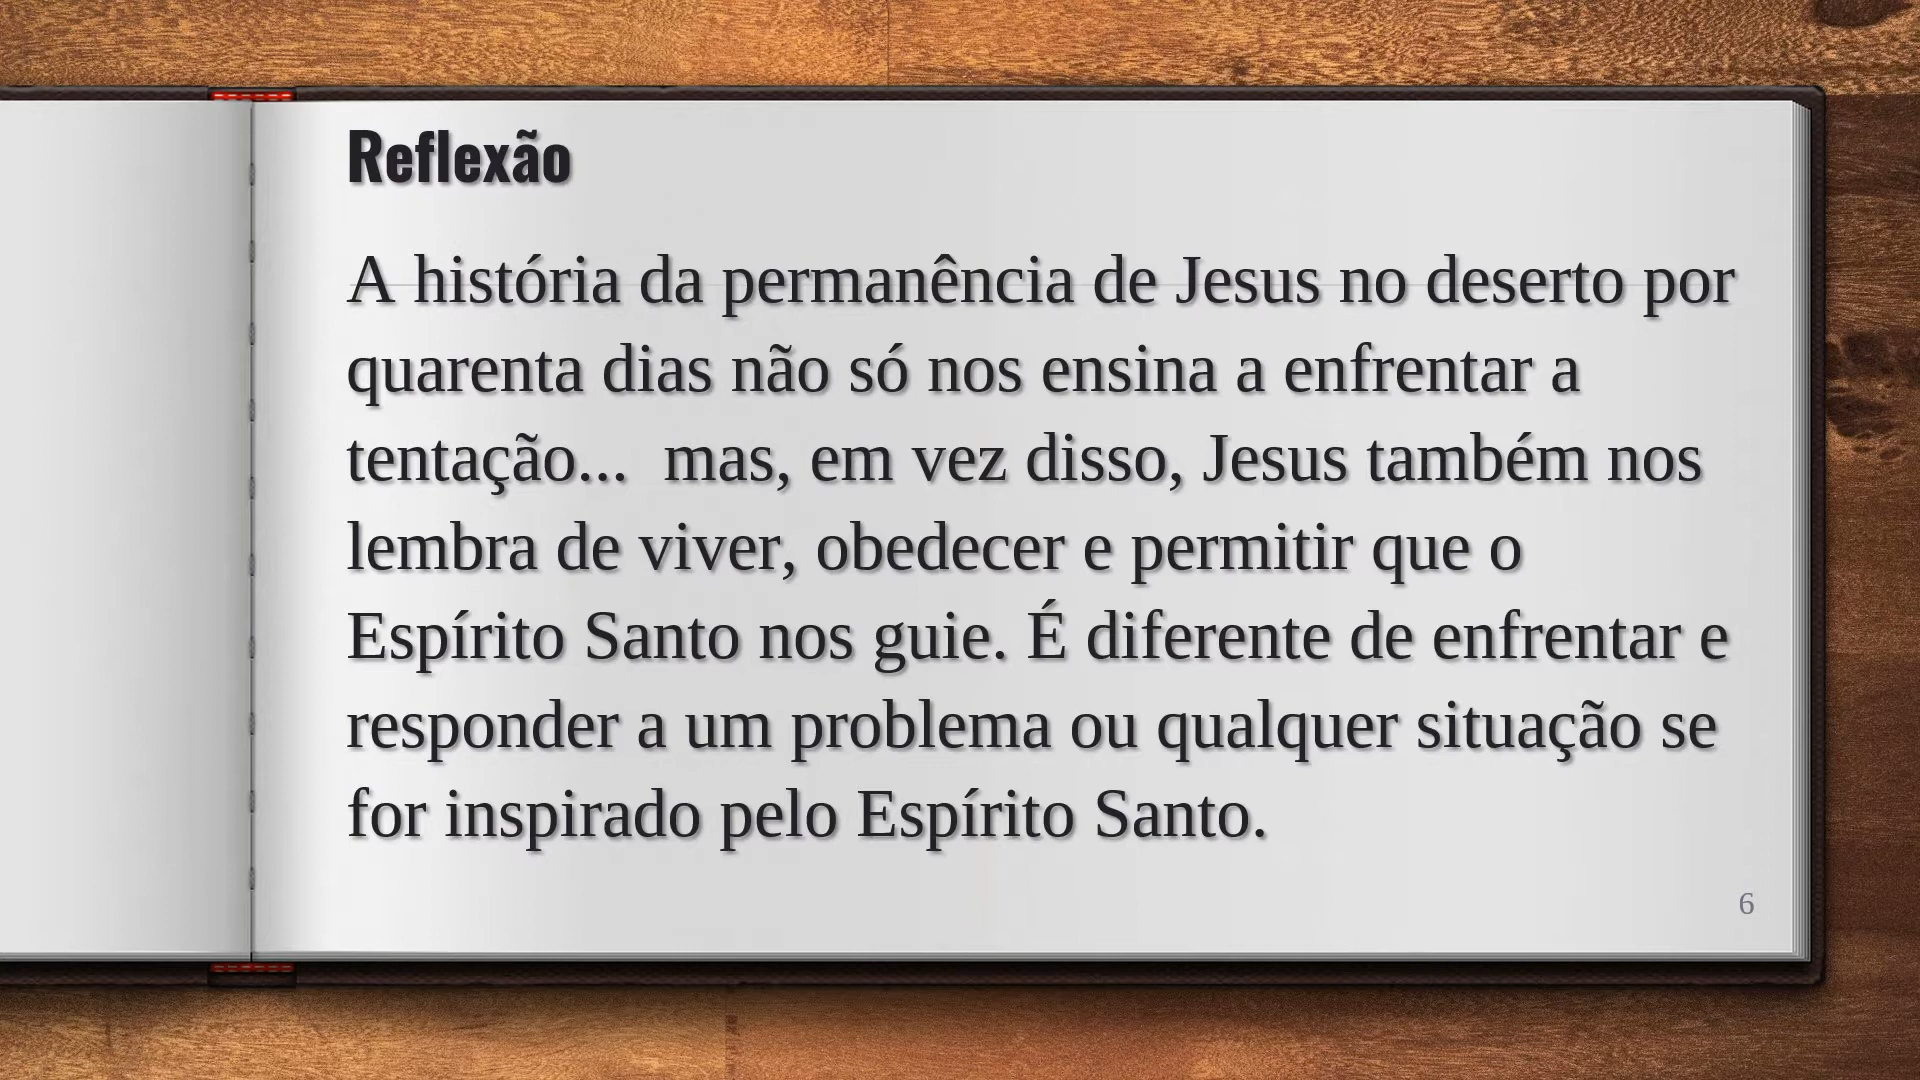 Reflexão
A história da permanência de Jesus no deserto por
quarenta dias não só nos ensina a enfrentar a
tentação...  mas, em vez disso, Jesus também nos
lembra de viver, obedecer e permitir que o
Espírito Santo nos guie. É diferente de enfrentar e
responder a um problema ou qualquer situação se
for inspirado pelo Espírito Santo.
6